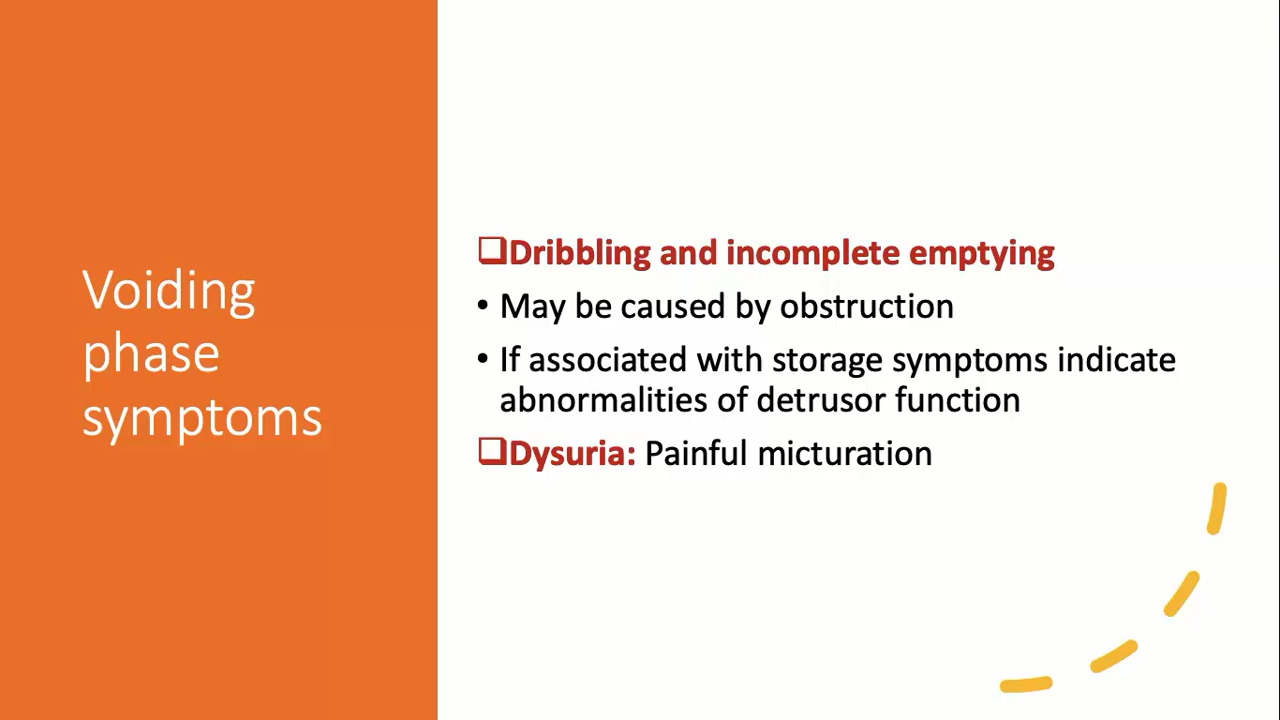 Voiding
phase
symptoms
❑Dribbling and incomplete emptying
• May be caused by obstruction
• If associated with storage symptoms indicate
abnormalities of detrusor function
❑Dysuria: Painful micturation